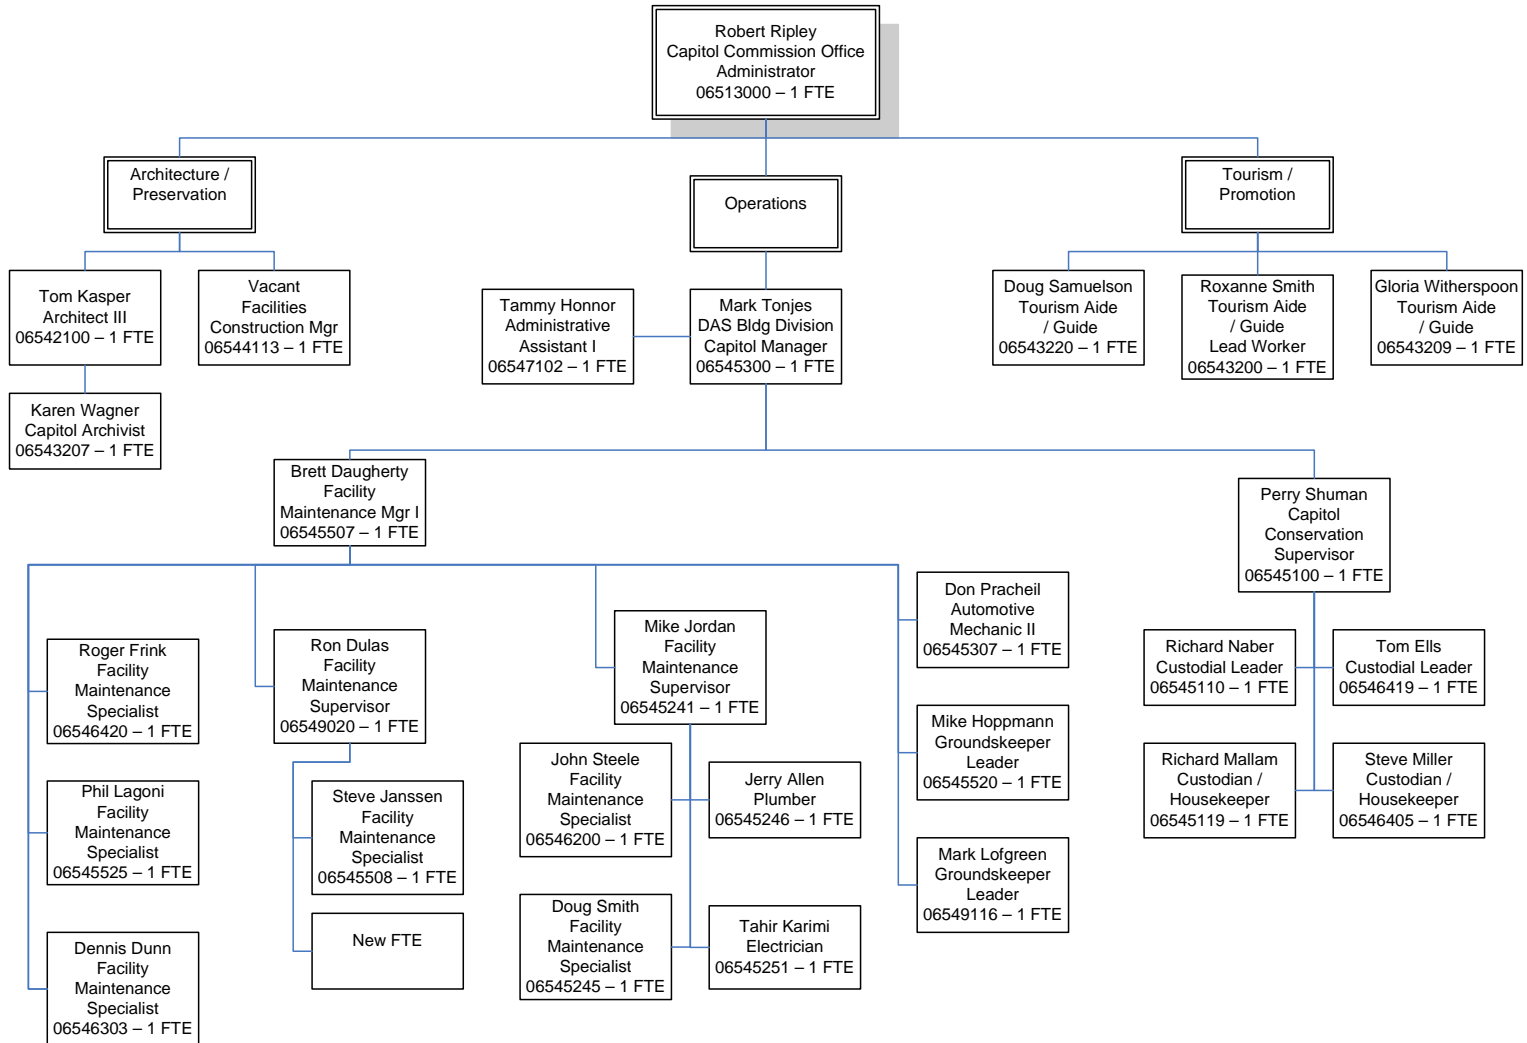 Robert Ripley
Capitol Commission Office
Administrator
06513000 – 1 FTE
Architecture /
Preservation
Operations
Tourism /
Promotion
Tom Kasper
Architect III
06542100 – 1 FTE
Vacant
Facilities
Construction Mgr
06544113 – 1 FTE
Karen Wagner
Capitol Archivist
06543207 – 1 FTE
Tammy Honnor
Administrative
Assistant I
06547102 – 1 FTE
Mark Tonjes
DAS Bldg Division
Capitol Manager
06545300 – 1 FTE
Doug Samuelson
Tourism Aide
/ Guide
06543220 – 1 FTE
Roxanne Smith
Tourism Aide
/ Guide
Lead Worker
06543200 – 1 FTE
Gloria Witherspoon
Tourism Aide
/ Guide
06543209 – 1 FTE
Brett Daugherty
Facility
Maintenance Mgr I
06545507 – 1 FTE
Perry Shuman
Capitol
Conservation
Supervisor
06545100 – 1 FTE
Roger Frink
Facility
Maintenance
Specialist
06546420 – 1 FTE
Phil Lagoni
Facility
Maintenance
Specialist
06545525 – 1 FTE
Dennis Dunn
Facility
Maintenance
Specialist
06546303 – 1 FTE
Ron Dulas
Facility
Maintenance
Supervisor
06549020 – 1 FTE
Steve Janssen
Facility
Maintenance
Specialist
06545508 – 1 FTE
New FTE
Mike Jordan
Facility
Maintenance
Supervisor
06545241 – 1 FTE
John Steele
Facility
Maintenance
Specialist
06546200 – 1 FTE
Jerry Allen
Plumber
06545246 – 1 FTE
Doug Smith
Facility
Maintenance
Specialist
06545245 – 1 FTE
Tahir Karimi
Electrician
06545251 – 1 FTE
Don Pracheil
Automotive
Mechanic II
06545307 – 1 FTE
Mike Hoppmann
Groundskeeper
Leader
06545520 – 1 FTE
Mark Lofgreen
Groundskeeper
Leader
06549116 – 1 FTE
Richard Naber
Custodial Leader
06545110 – 1 FTE
Tom Ells
Custodial Leader
06546419 – 1 FTE
Richard Mallam
Custodian /
Housekeeper
06545119 – 1 FTE
Steve Miller
Custodian /
Housekeeper
06546405 – 1 FTE